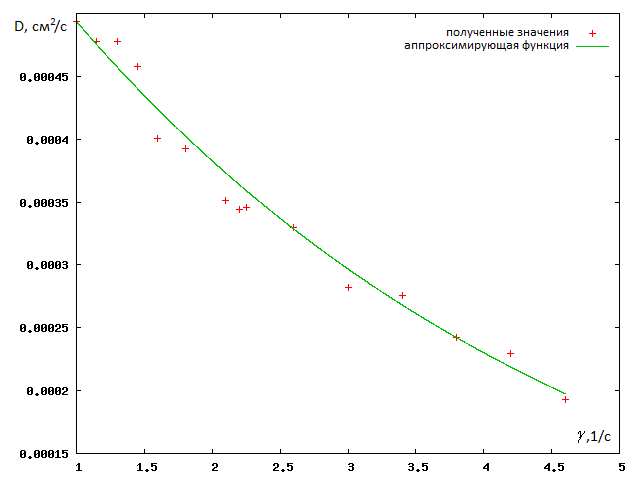 D, см²/с
полученные значения
аппроксимирующая функция
0.00045
0.0004
0.00035
0.0003
0.00025
0.0002
0.00015
γ,1/с
1 1.5 2 2.5 3 3.5 4 4.5 5